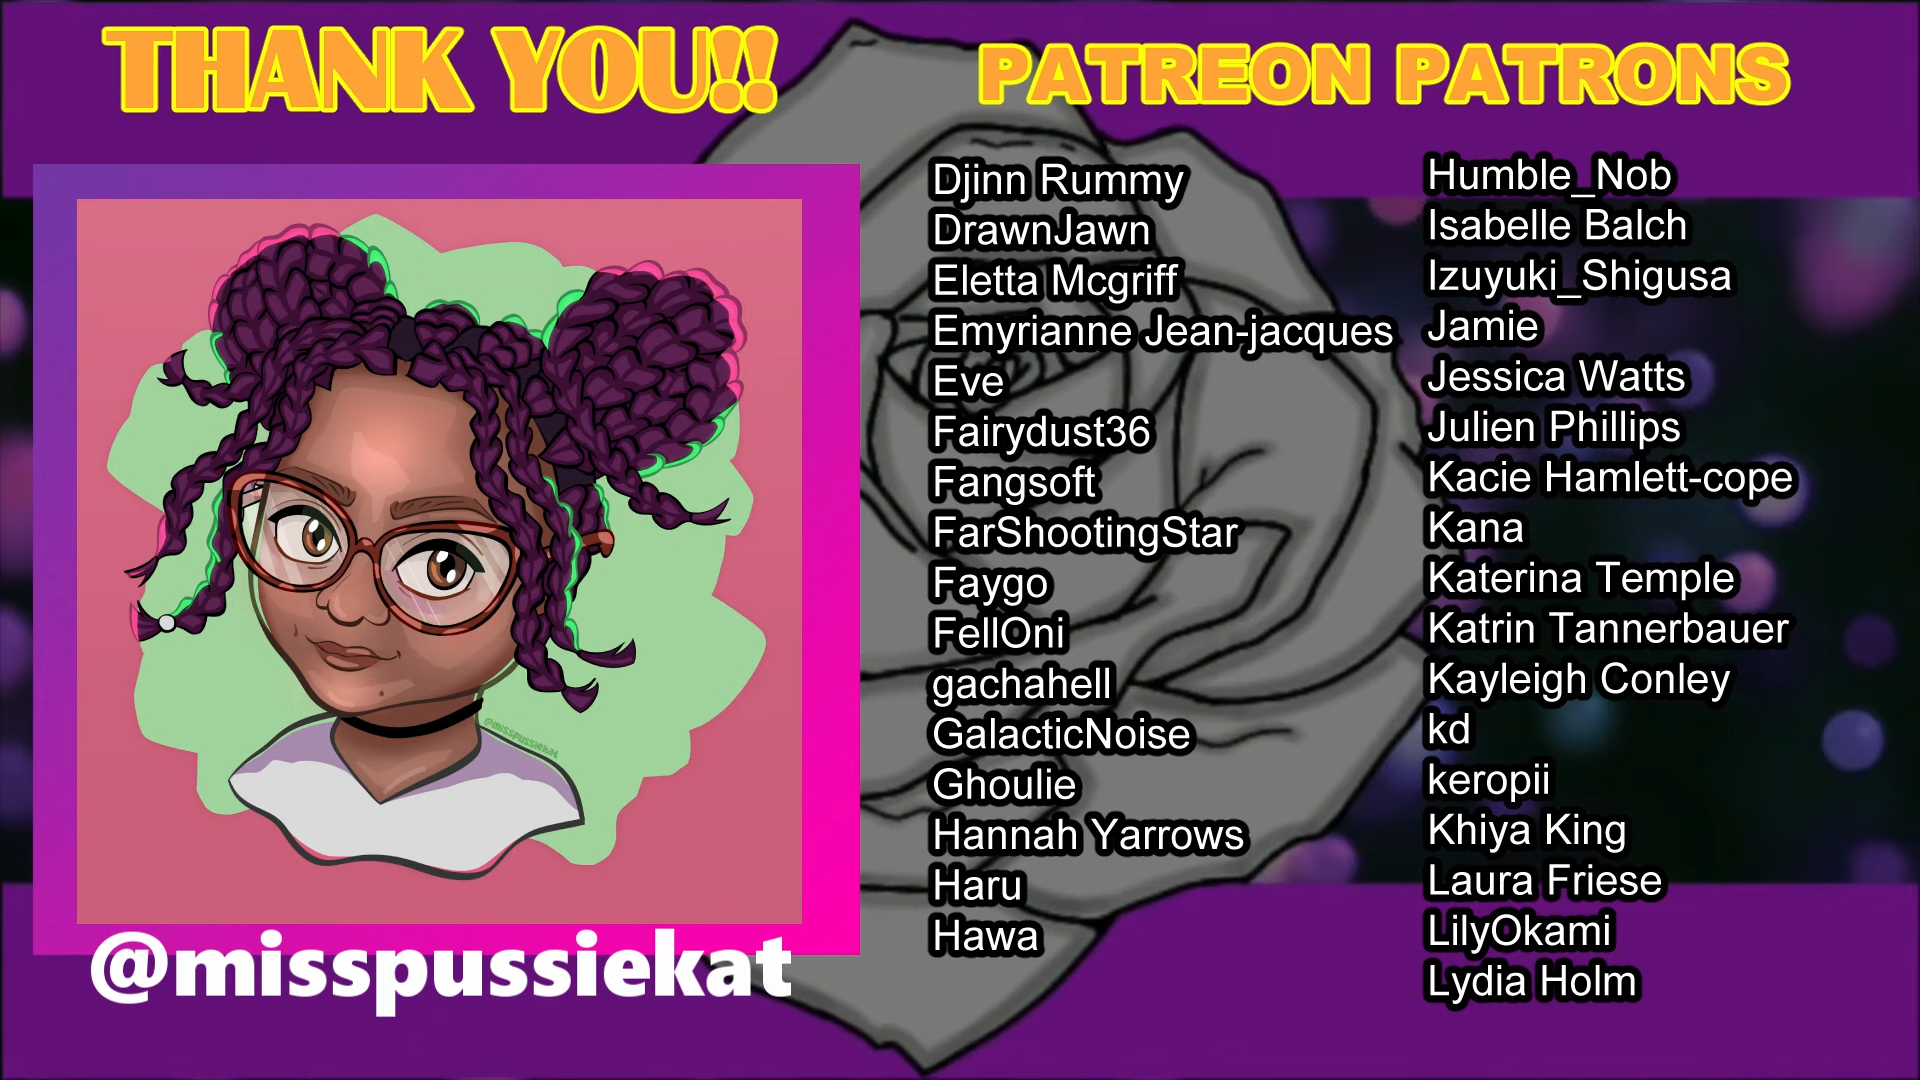 THANK YOU!!
PATREON PATRONS
Djinn Rummy
DrawnJawn
Eletta Mcgriff
Emyrianne Jean-jacques
Eve
Fairydust36
Fangsoft
FarShootingStar
Faygo
FellOni
gachahell
GalacticNoise
Ghoulie
Hannah Yarrows
Haru
Hawa
Humble_Nob
Isabelle Balch
Izuyuki_Shigusa
Jamie
Jessica Watts
Julien Phillips
Kacie Hamlett-cope
Kana
Katerina Temple
Katrin Tannerbauer
Kayleigh Conley
kd
keropii
Khiya King
Laura Friese
LilyOkami
Lydia Holm
@misspussiekat
@misspussiekat